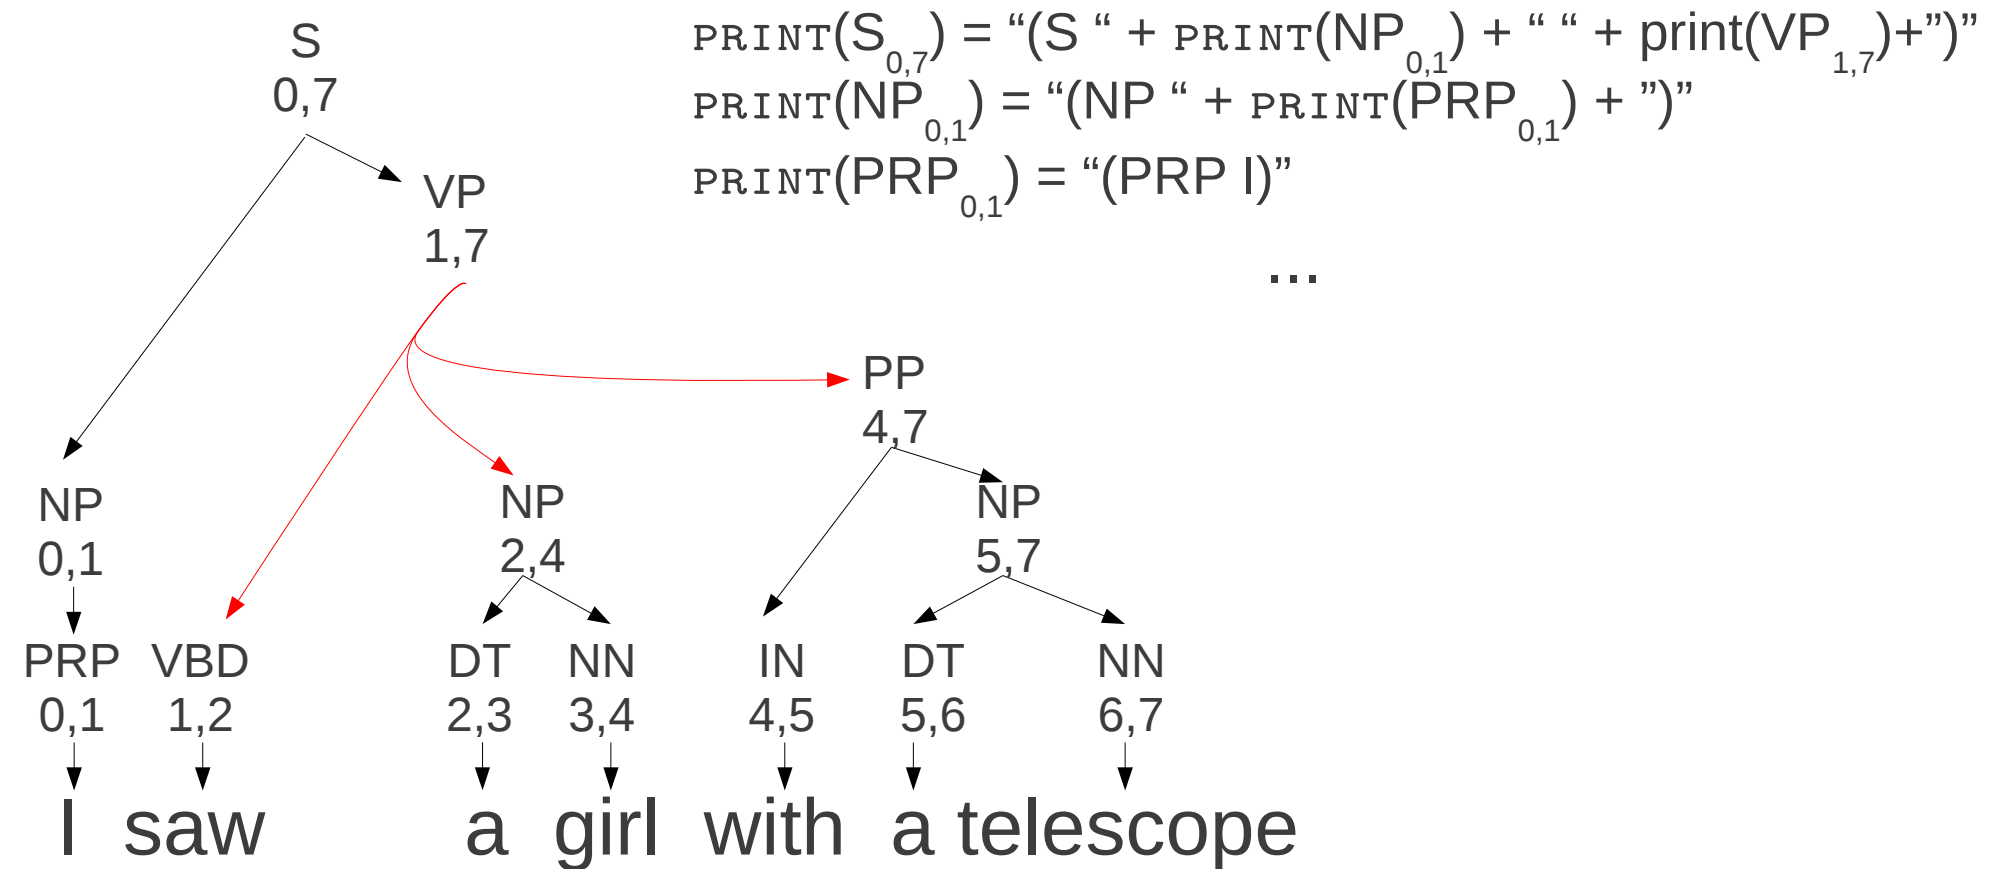 S
0,7
PRINT(S0,7) = “(S “ + PRINT(NP0,1) + “ “ + print(VP1,7)+”)”
PRINT(NP0,1) = “(NP “ + PRINT(PRP0,1) + ”)”
PRINT(PRP0,1) = “(PRP I)”
...
VP
1,7
PP
4,7
NP NP NP
0,1 2,4 5,7
PRP VBD DT NN IN DT NN
0,1 1,2 2,3 3,4 4,5 5,6 6,7
I saw a girl with a telescope